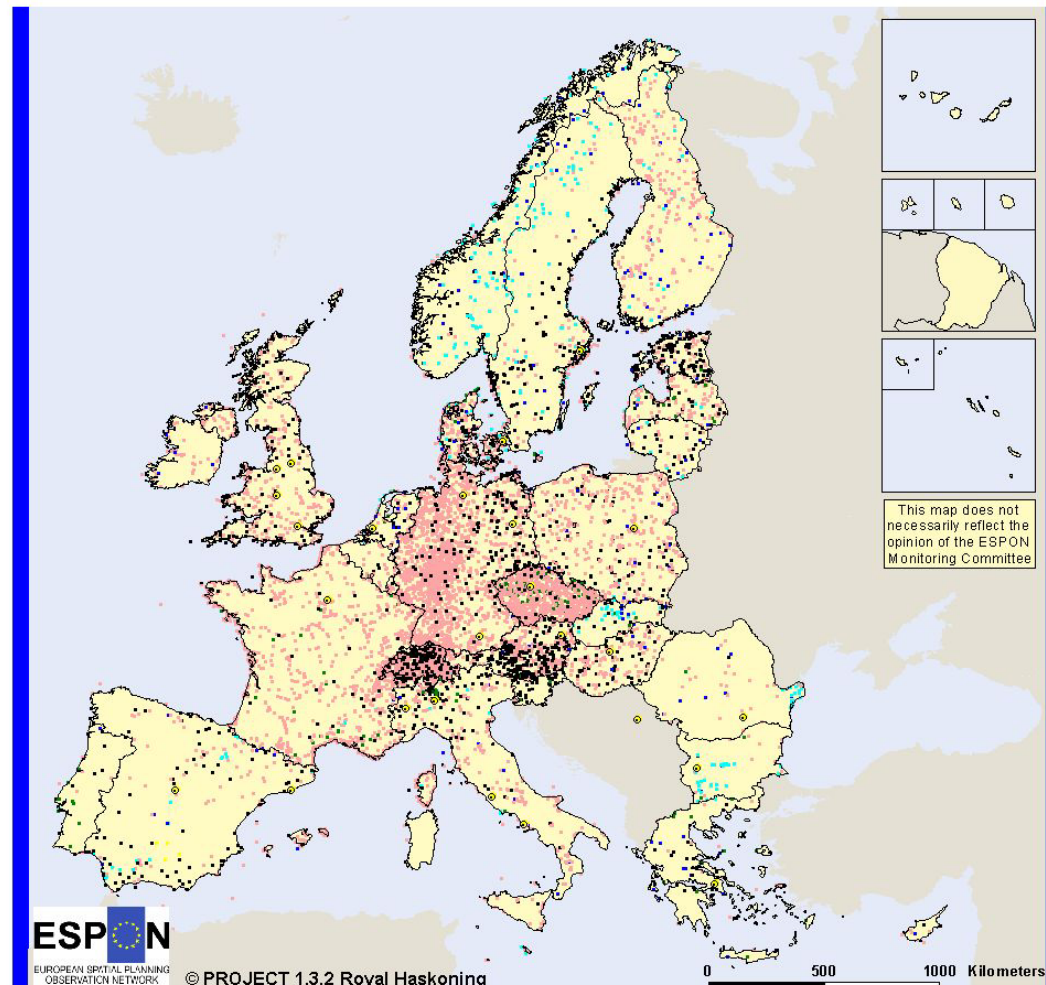 This map does not
necessarily reflect the
opinion of the ESPON
Monitoring Committee
ESPON
EUROPEAN SPATIAL PLANNING
OBSERVATION NETWORK
© PROJECT 1.3.2 Royal Haskoning
0 500 1000 Kilometers